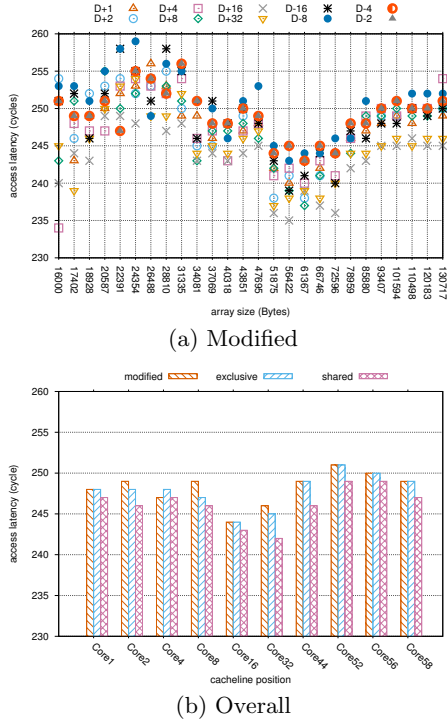 D+1 D+4 D+16 D-16 D-4
D+2 D+8 D+32 D-8 D-2
access latency (cycles)
260
255
250
245
240
235
230
16000 17402 18928 20587 22391 24354 26488 28810 31335 34081 37069 40318 43851 47695 51875 56422 61367 66746 72596 78959 85880 93407 101594 110498 120183 130717
array size (Bytes)
(a) Modified
modified exclusive shared
access latency (cycle)
260
250
240
230
Core1 Core2 Core4 Core8 Core16 Core32 Core44 Core52 Core56 Core58
cacheline position
(b) Overall